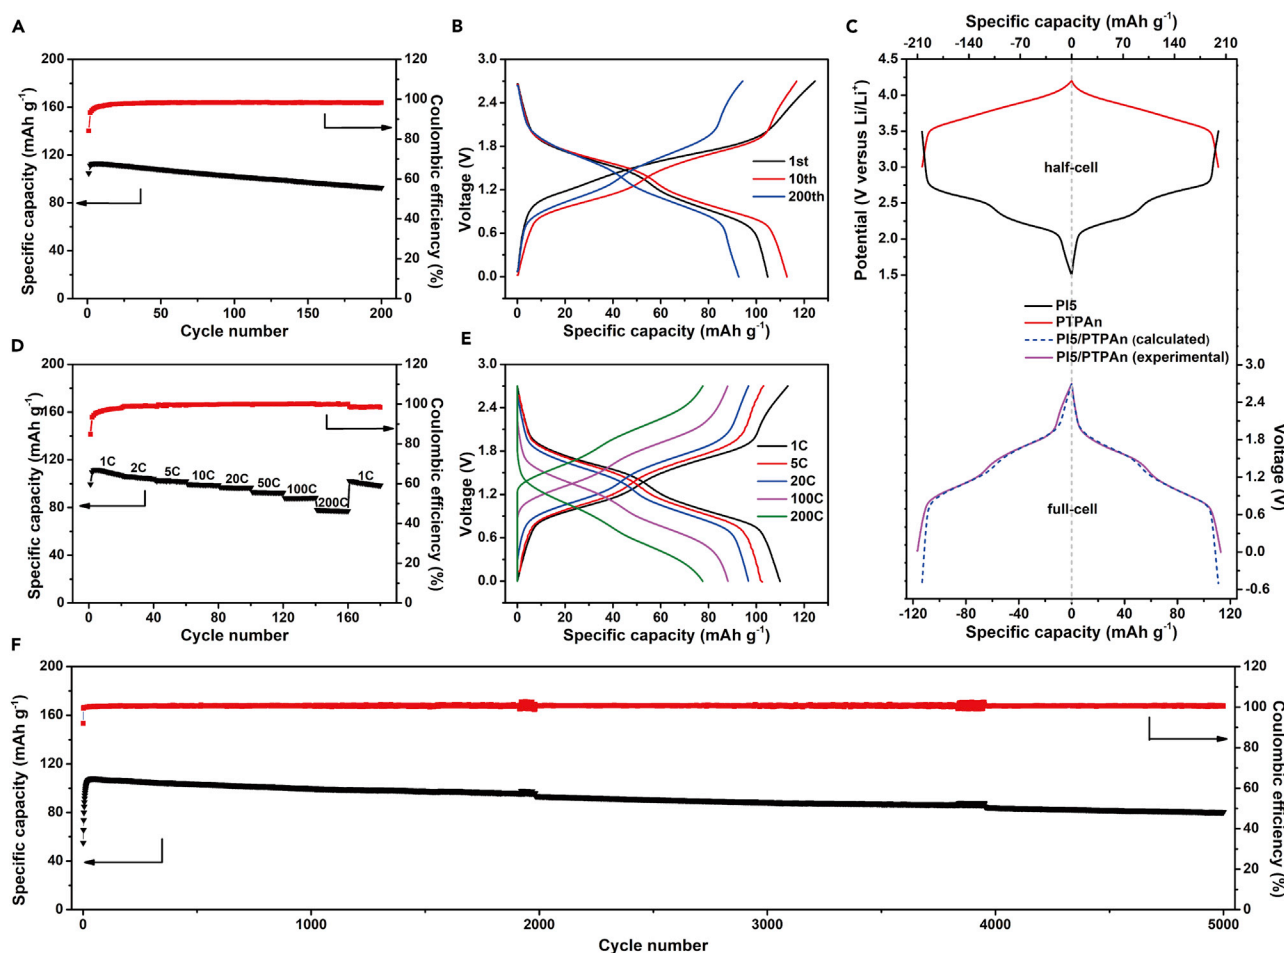 A
200
160
120
80
40
0
120
100
80
60
40
20
0
0
50
100
150
200
Specific capacity (mAh g⁻¹)
Coulombic efficiency (%)
Cycle number
B
3.0
2.4
1.8
1.2
0.6
0.0
1st
10th
200th
0
20
40
60
80
100
120
Voltage (V)
Specific capacity (mAh g⁻¹)
C
Specific capacity (mAh g⁻¹)
-210
-140
-70
0
70
140
210
4.5
4.0
3.5
3.0
2.5
2.0
1.5
Potential (V versus Li/Li⁺)
half-cell
PI5
PTPAn
PI5/PTPAn (calculated)
PI5/PTPAn (experimental)
3.0
2.4
1.8
1.2
0.6
0.0
-0.6
Voltage (V)
full-cell
-120
-80
-40
0
40
80
120
Specific capacity (mAh g⁻¹)
D
200
160
120
80
40
0
120
100
80
60
40
20
0
1C
2C
5C
10C
20C
50C
100C
200C
1C
0
40
80
120
160
Specific capacity (mAh g⁻¹)
Coulombic efficiency (%)
Cycle number
E
3.0
2.4
1.8
1.2
0.6
0.0
1C
5C
20C
100C
200C
0
20
40
60
80
100
120
Voltage (V)
Specific capacity (mAh g⁻¹)
F
200
160
120
80
40
0
120
100
80
60
40
20
0
0
1000
2000
3000
4000
5000
Specific capacity (mAh g⁻¹)
Coulombic efficiency (%)
Cycle number